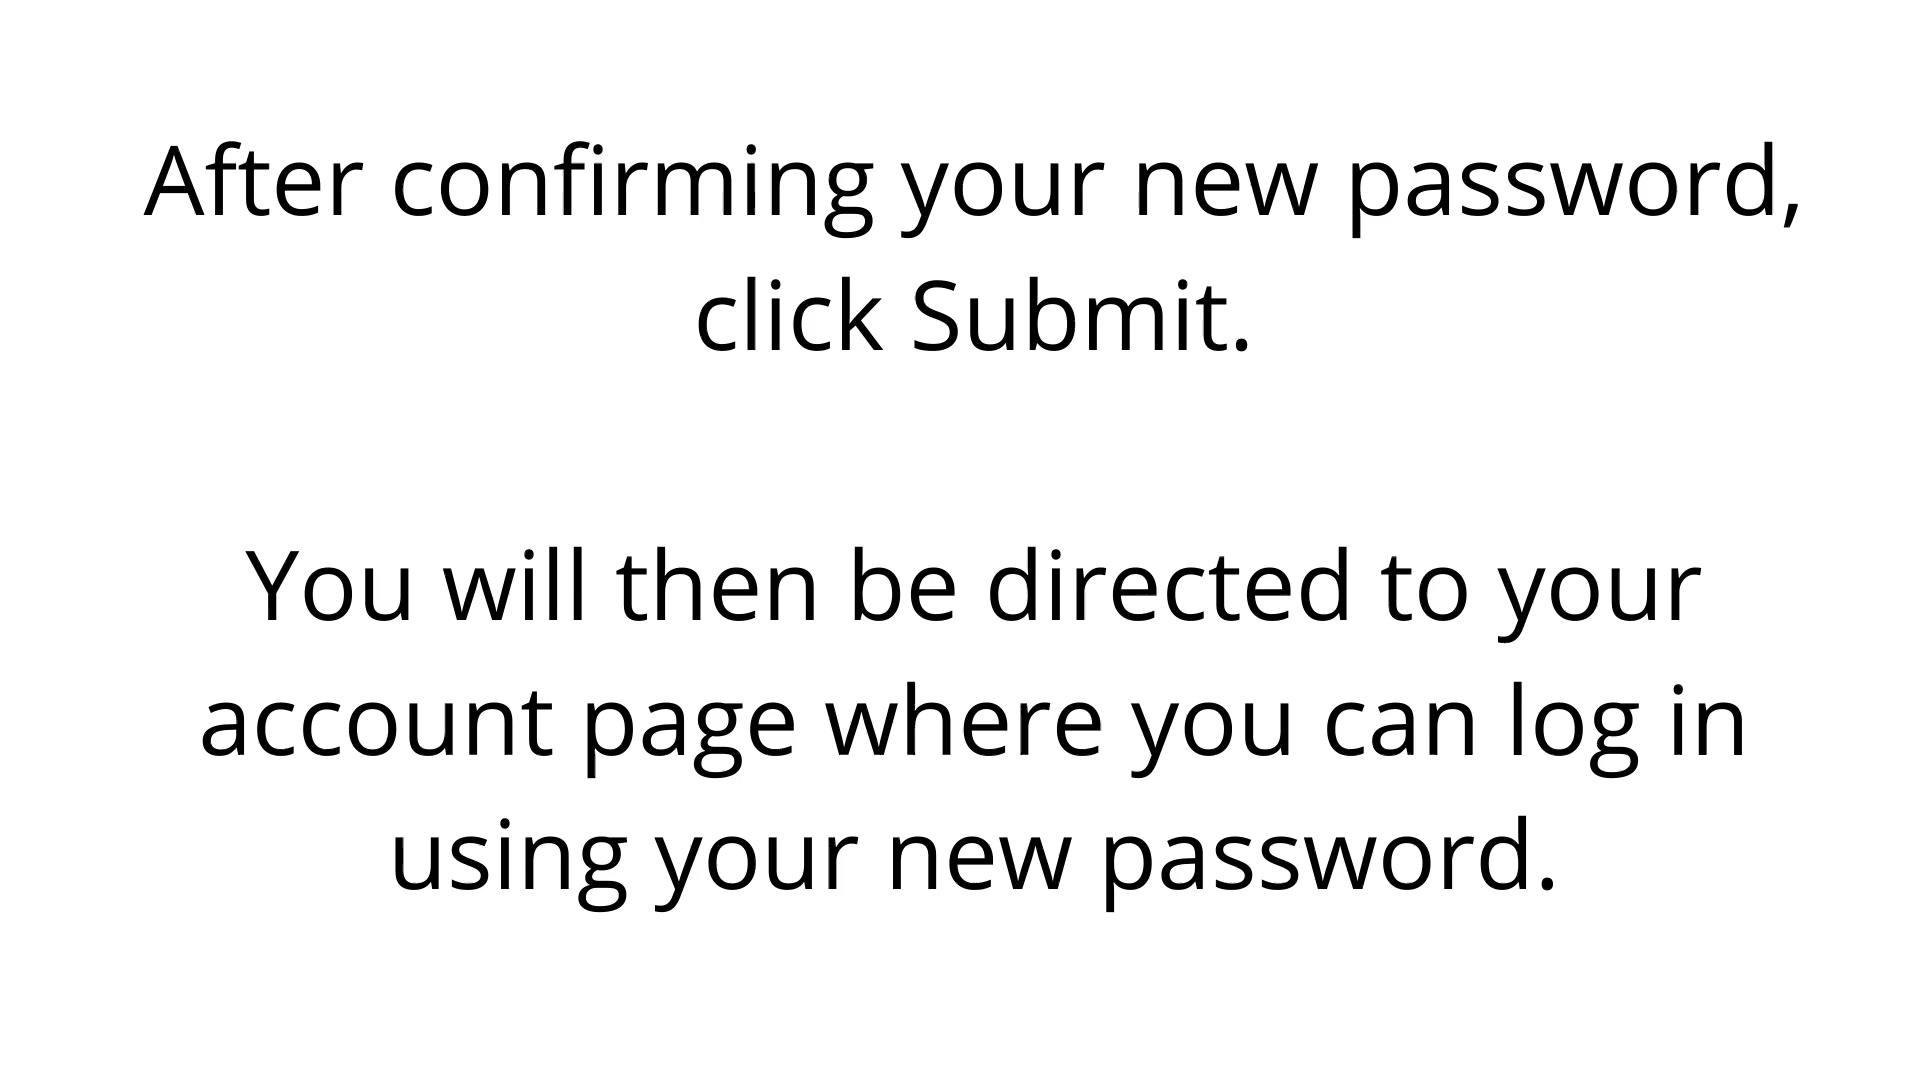 After confirming your new password,
click Submit.
You will then be directed to your
account page where you can log in
using your new password.